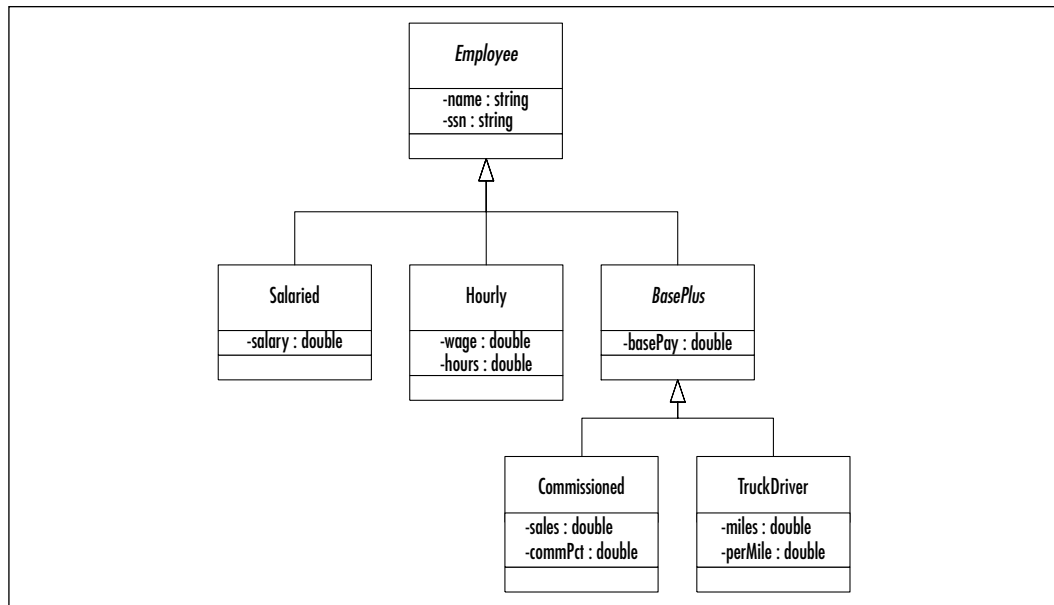 Employee
-name : string
-ssn : string
Salaried
-salary : double
Hourly
-wage : double
-hours : double
BasePlus
-basePay : double
Commissioned
-sales : double
-commPct : double
TruckDriver
-miles : double
-perMile : double